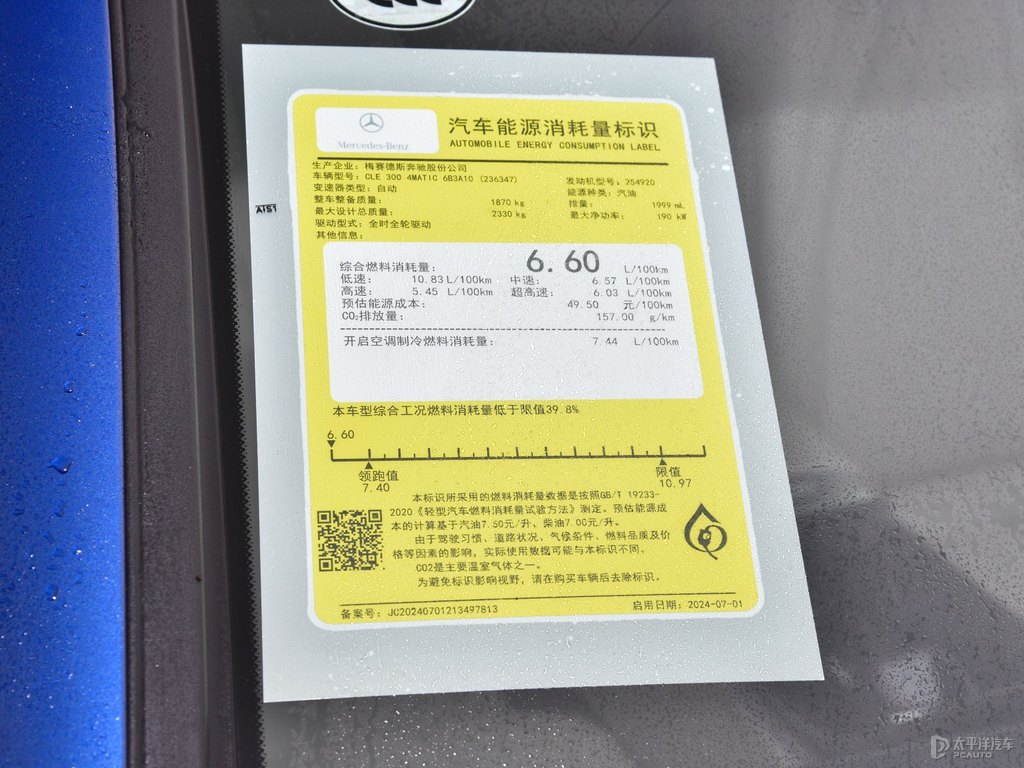 Mercedes-Benz
汽车能源消耗量标识
AUTOMOBILE ENERGY CONSUMPTION LABEL
生产企业：梅赛德斯奔驰股份公司
车辆型号：CLE 300 4MATIC 6B3A10 (236347) 发动机型号：254920
变速器类型：自动 能源种类：汽油
整车整备质量： 1870 kg 排量： 1999 mL
最大设计总质量： 2330 kg 最大净功率： 190 kW
驱动型式：全时全轮驱动
其他信息：
AIS1
综合燃料消耗量： 6.60 L/100km
低速： 10.83 L/100km 中速： 6.57 L/100km
高速： 5.45 L/100km 超高速： 6.03 L/100km
预估能源成本： 49.50 元/100km
CO₂排放量： 157.00 g/km
开启空调制冷燃料消耗量： 7.44 L/100km
本车型综合工况燃料消耗量低于限值39.8%
6.60
领跑值 限值
7.40 10.97
本标识所采用的燃料消耗量数据是按照GB/T 19233-
2020《轻型汽车燃料消耗量试验方法》测定。预估能源成
本的计算基于汽油7.50元/升、柴油7.00元/升。
由于驾驶习惯、道路状况、气候条件、燃料品质及价
格等因素的影响，实际使用数据可能与本标识不同。
CO2是主要温室气体之一。
为避免标识影响视野，请在购买车辆后去除标识。
备案号：JC20240701213497813 启用日期：2024-07-01
太平洋汽车
PCAUTO